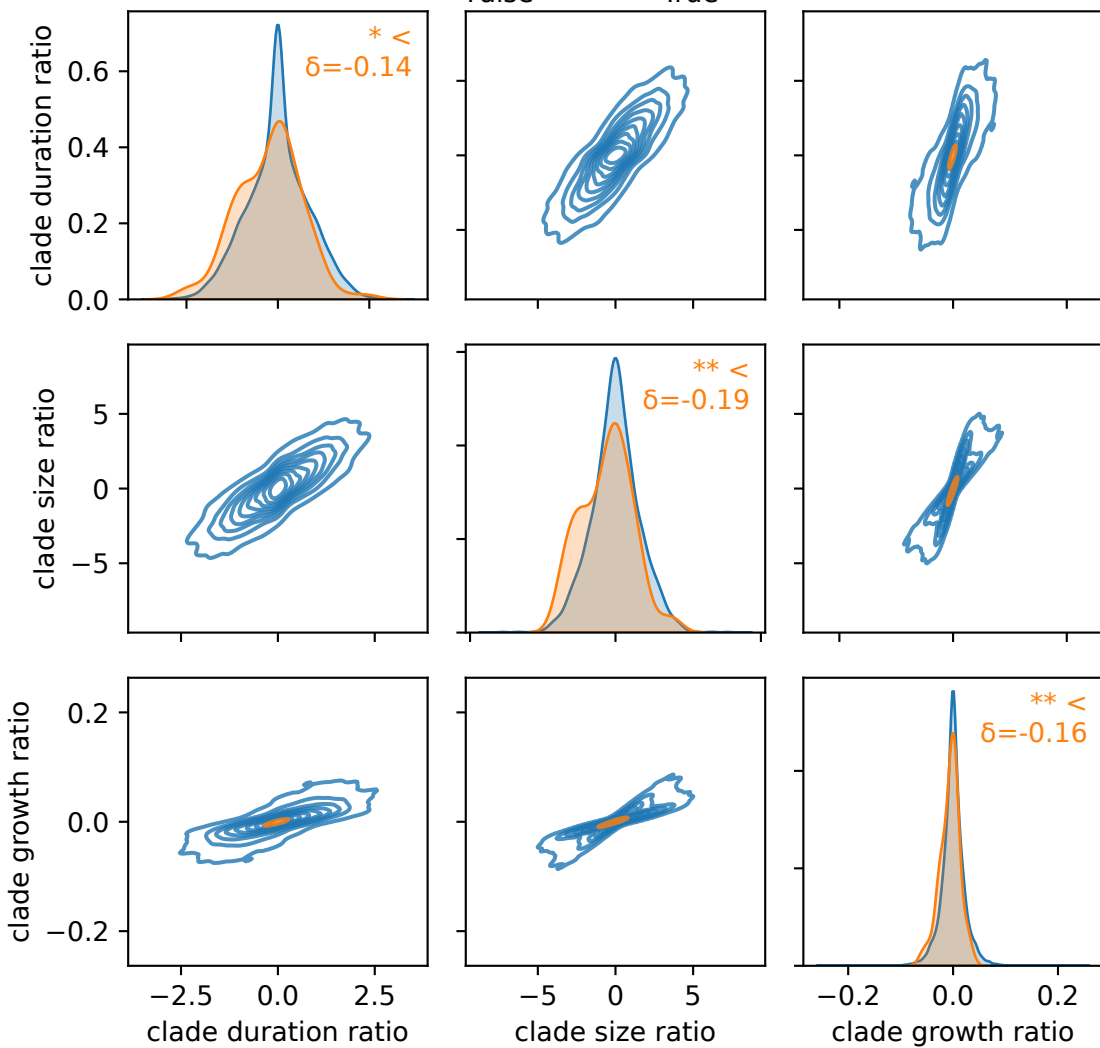 clade duration ratio
0.6
0.4
0.2
0.0
* <
δ=-0.14
clade size ratio
5
0
−5
** <
δ=-0.19
clade growth ratio
0.2
0.0
−0.2
** <
δ=-0.16
−2.5 0.0 2.5
−5 0 5
−0.2 0.0 0.2
clade duration ratio
clade size ratio
clade growth ratio